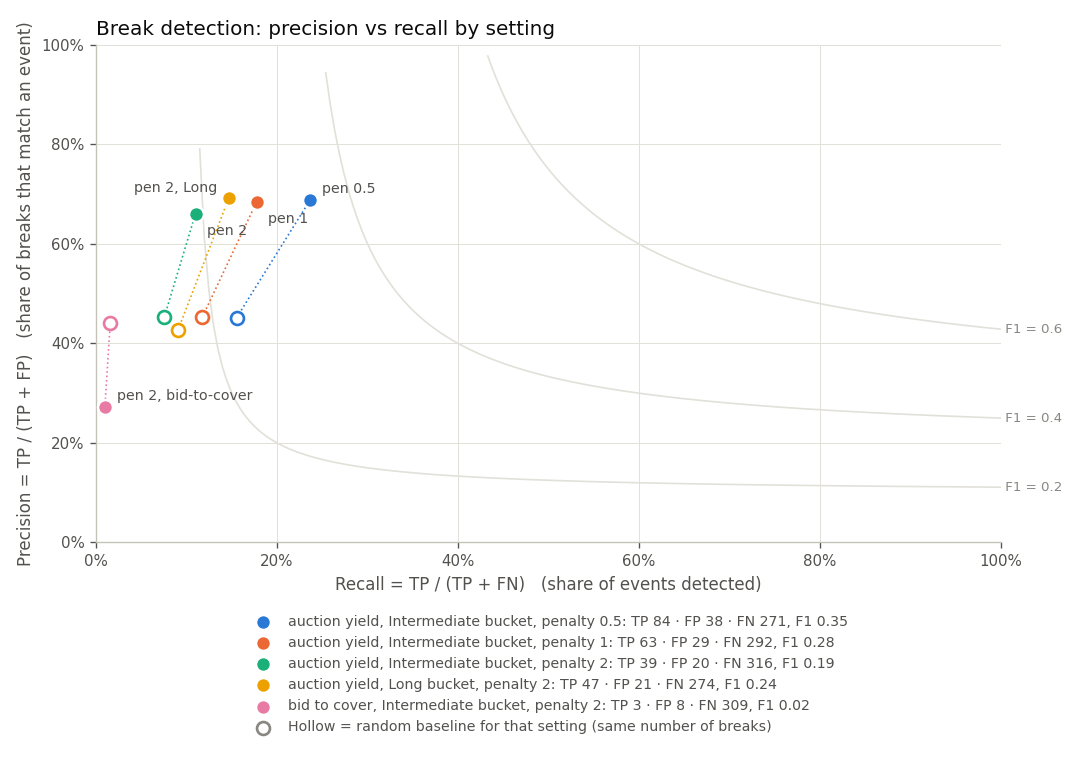 Break detection: precision vs recall by setting
Precision = TP / (TP + FP)   (share of breaks that match an event)
100%
80%
60%
40%
20%
0%
pen 2, Long
pen 0.5
pen 1
pen 2
pen 2, bid-to-cover
F1 = 0.6
F1 = 0.4
F1 = 0.2
0%
20%
40%
60%
80%
100%
Recall = TP / (TP + FN)   (share of events detected)
auction yield, Intermediate bucket, penalty 0.5: TP 84 · FP 38 · FN 271, F1 0.35
auction yield, Intermediate bucket, penalty 1: TP 63 · FP 29 · FN 292, F1 0.28
auction yield, Intermediate bucket, penalty 2: TP 39 · FP 20 · FN 316, F1 0.19
auction yield, Long bucket, penalty 2: TP 47 · FP 21 · FN 274, F1 0.24
bid to cover, Intermediate bucket, penalty 2: TP 3 · FP 8 · FN 309, F1 0.02
Hollow = random baseline for that setting (same number of breaks)